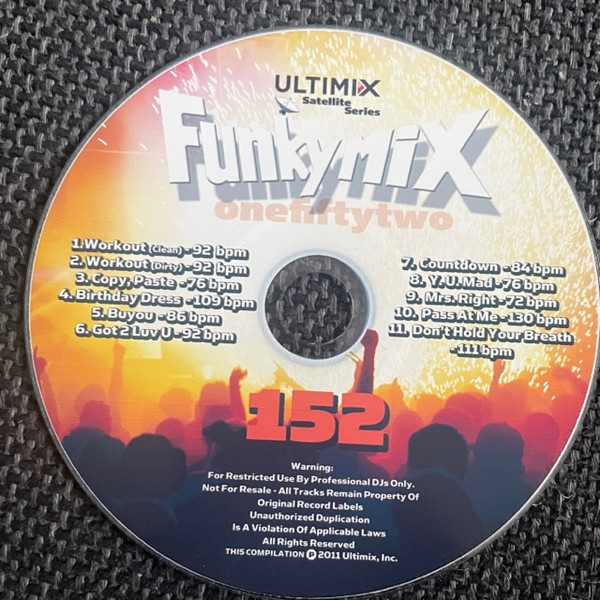 ULTIMIX
Satellite
Series
Funkymix
onefiftytwo
1.Workout (Clean) - 92 bpm
2. Workout (Dirty) - 92 bpm
3. Copy, Paste - 76 bpm
4. Birthday Dress - 109 bpm
5. Buyou - 86 bpm
6. Got 2 Luv U - 92 bpm
7. Countdown - 84 bpm
8. Y. U. Mad - 76 bpm
9. Mrs. Right - 72 bpm
10. Pass At Me - 130 bpm
11. Don't Hold Your Breath
- 111 bpm
152
Warning:
For Restricted Use By Professional DJs Only.
Not For Resale - All Tracks Remain Property Of
Original Record Labels
Unauthorized Duplication
Is A Violation Of Applicable Laws
All Rights Reserved
THIS COMPILATION ℗ 2011 Ultimix, Inc.